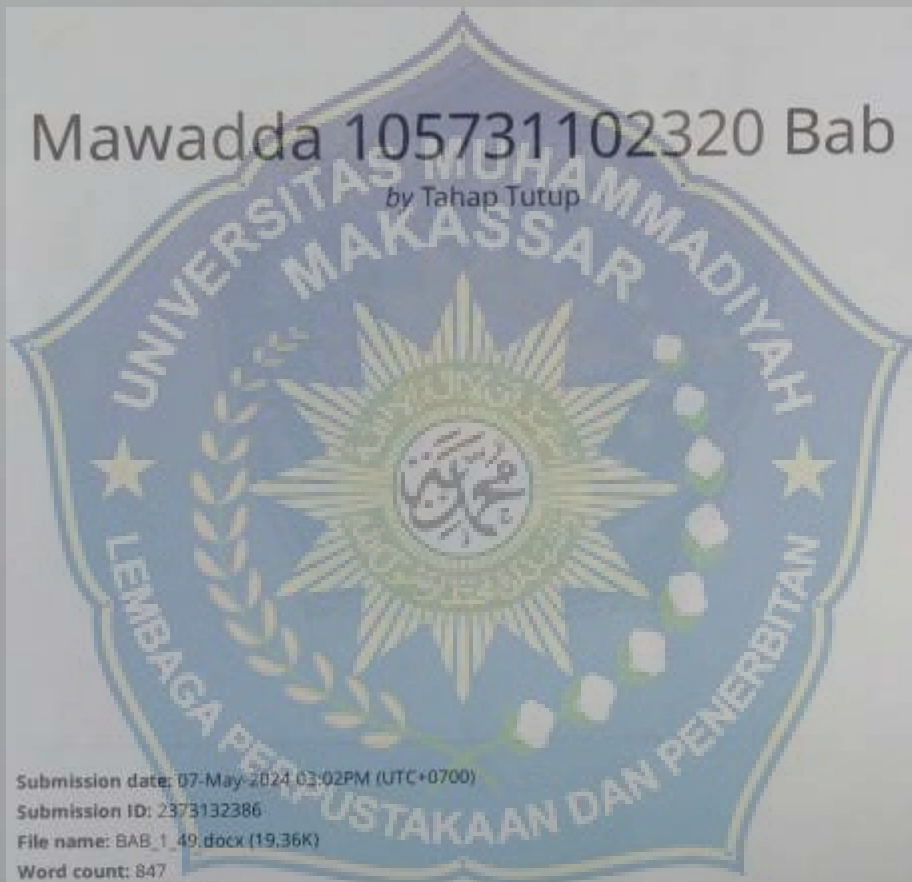 Mawadda 105731102320 Bab
by Tahap Tutup
UNIVERSITAS MUHAMMADIYAH
MAKASSAR
LEMBAGA PERPUSTAKAAN DAN PENERBITAN
Submission date: 07-May-2024 03:02PM (UTC+0700)
Submission ID: 2373132386
File name: BAB_1_49.docx (19.36K)
Word count: 847